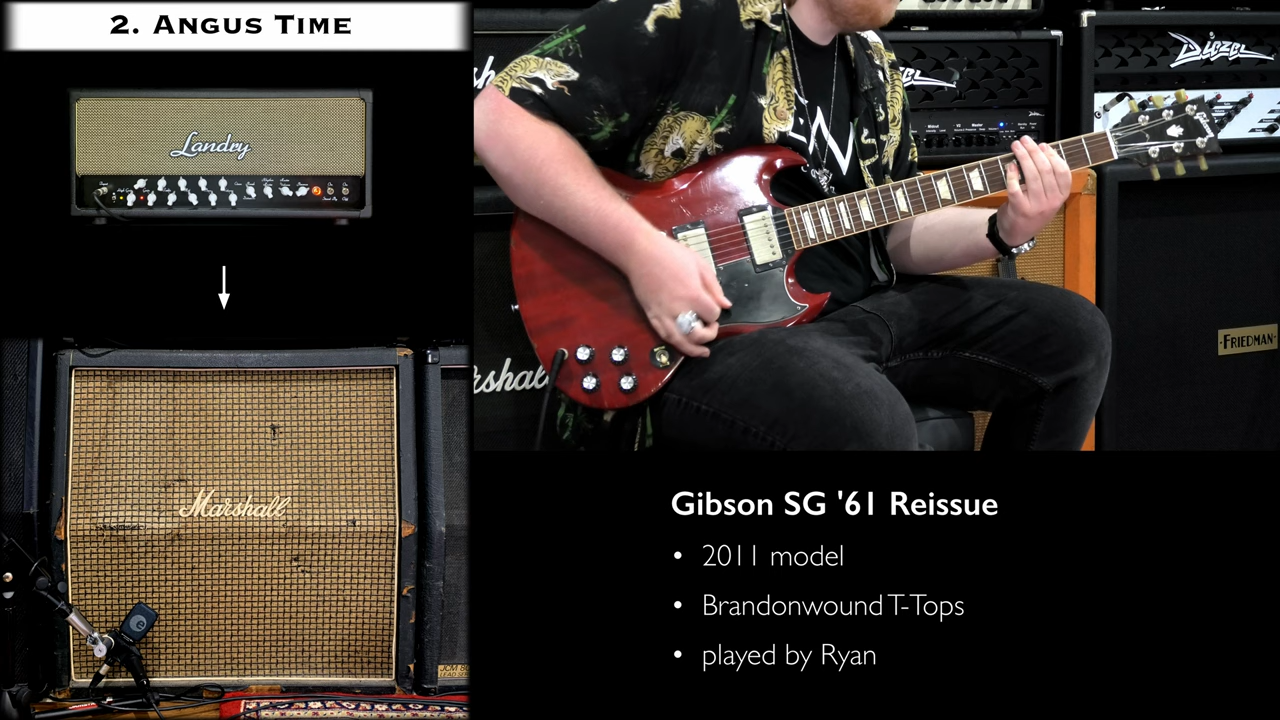 2. ANGUS TIME
Landry
Marshall
Diezel
FRIEDMAN
Gibson SG '61 Reissue
• 2011 model
• Brandonwound T-Tops
• played by Ryan